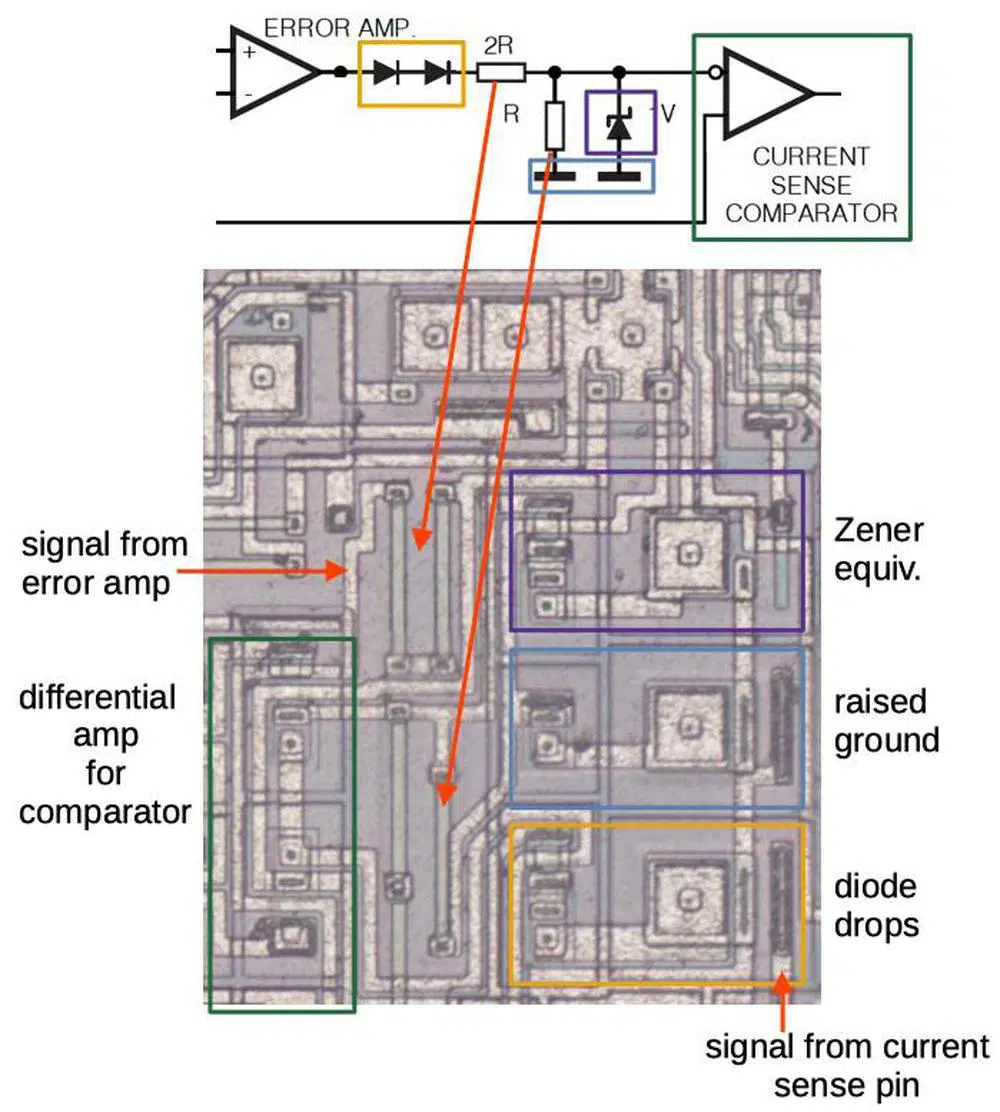 ERROR AMP.
+
-
2R
R
V
CURRENT
SENSE
COMPARATOR
signal from
error amp
Zener
equiv.
differential
amp
for
comparator
raised
ground
diode
drops
signal from current
sense pin